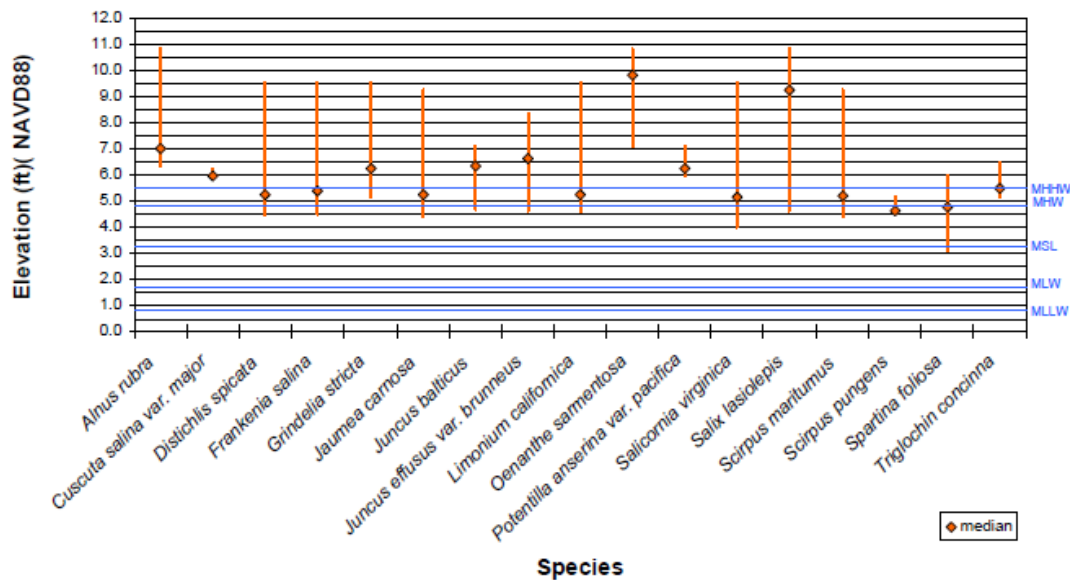 Elevation (ft)( NAVD88)
12.0
11.0
10.0
9.0
8.0
7.0
6.0
5.0
4.0
3.0
2.0
1.0
0.0
MHHW
MHW
MSL
MLW
MLLW
Alnus rubra
Cuscuta salina var. major
Distichlis spicata
Frankenia salina
Grindelia stricta
Jaumea carnosa
Juncus balticus
Juncus effusus var. brunneus
Limonium californica
Oenanthe sarmentosa
Potentilla anserina var. pacifica
Salicornia virginica
Salix lasiolepis
Scirpus maritumus
Scirpus pungens
Spartina foliosa
Triglochin concinna
median
Species